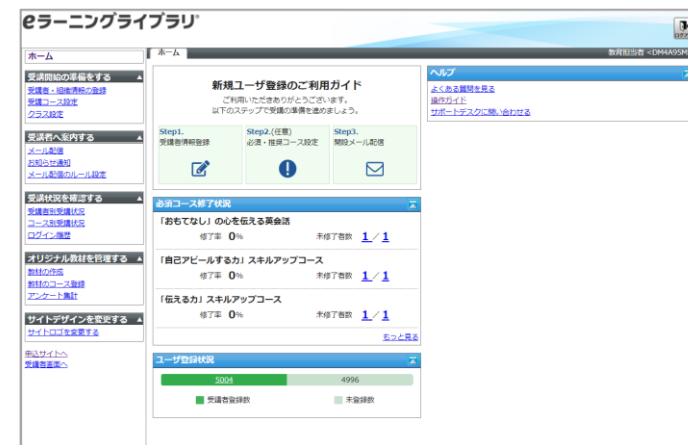 eラーニングライブラリ®
ホーム
受講開始の準備をする
受講者・組織情報の登録
受講コース設定
クラス設定
受講者へ案内する
メール配信
お知らせ通知
メール配信のルール設定
受講状況を確認する
受講者別受講状況
コース別受講状況
ログイン履歴
オリジナル教材を管理する
教材の作成
教材のコース登録
アンケート集計
サイトデザインを変更する
サイトロゴを変更する
申込サイトへ
受講者画面へ
ホーム
教育担当者 <DM4A95M
新規ユーザ登録のご利用ガイド
ご利用いただきありがとうございます。
以下のステップで受講の準備を進めましょう。
Step1.
受講者情報登録
Step2.(任意)
必須・推奨コース設定
Step3.
開設メール配信
必須コース修了状況
「おもてなし」の心を伝える英会話
修了率 0% 未修了者数 1／1
「自己アピールする力」スキルアップコース
修了率 0% 未修了者数 1／1
「伝える力」スキルアップコース
修了率 0% 未修了者数 1／1
もっと見る
ユーザ登録状況
5004 4996
受講者登録数 未登録数
ヘルプ
よくある質問を見る
操作ガイド
サポートデスクに問い合わせる